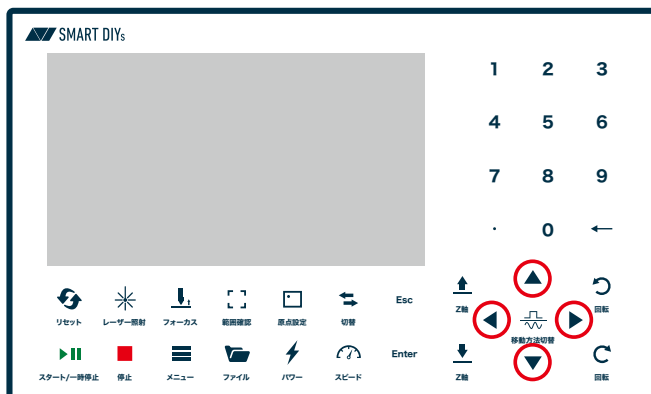 SMART DIYs
1 2 3
4 5 6
7 8 9
. 0 ←
リセット レーザー照射 フォーカス 範囲確認 原点設定 切替 Esc
Z軸 回転
移動方法切替
スタート/一時停止 停止 メニュー ファイル パワー スピード Enter
Z軸 回転